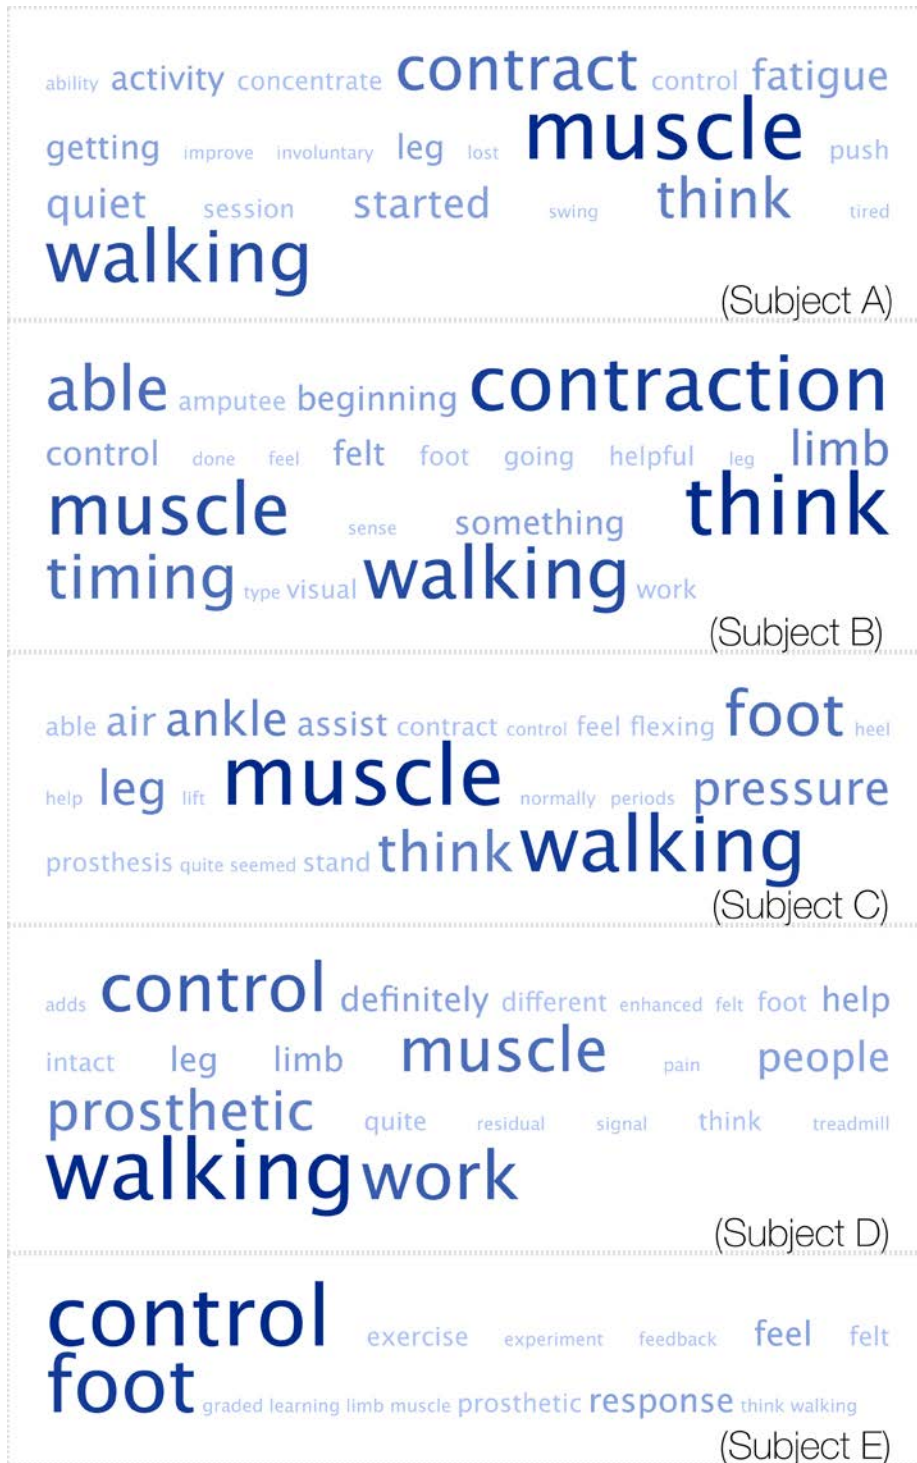 ability activity concentrate contract control fatigue
getting improve involuntary leg lost muscle push
quiet session started swing think tired
walking
(Subject A)
able amputee beginning contraction
control done feel felt foot going helpful leg limb
muscle sense something think
timing type visual walking work
(Subject B)
able air ankle assist contract control feel flexing foot heel
help leg lift muscle normally periods pressure
prosthesis quite seemed stand think walking
(Subject C)
adds control definitely different enhanced felt foot help
intact leg limb muscle pain people
prosthetic quite residual signal think treadmill
walking work
(Subject D)
control exercise experiment feedback feel felt
foot graded learning limb muscle prosthetic response think walking
(Subject E)